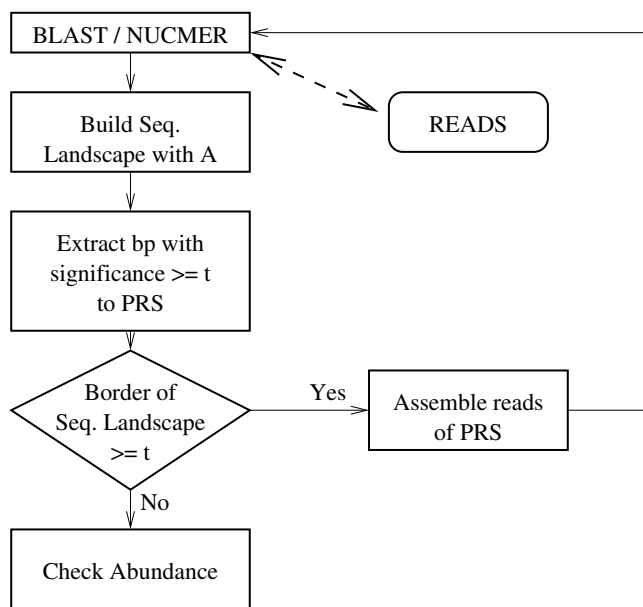 BLAST / NUCMER
READS
Build Seq.
Landscape with A
Extract bp with
significance >= t
to PRS
Border of
Seq. Landscape
>= t
Yes
Assemble reads
of PRS
No
Check Abundance